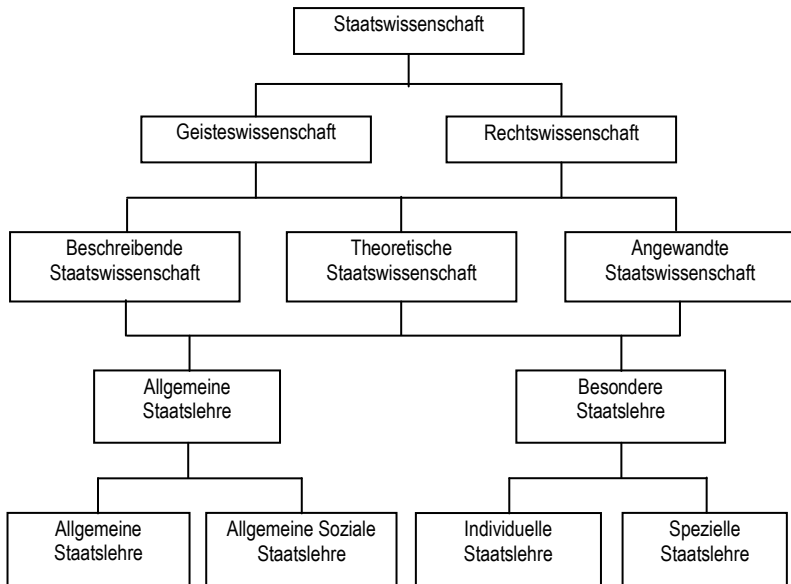 Staatswissenschaft
Geisteswissenschaft
Rechtswissenschaft
Beschreibende
Staatswissenschaft
Theoretische
Staatswissenschaft
Angewandte
Staatswissenschaft
Allgemeine
Staatslehre
Besondere
Staatslehre
Allgemeine
Staatslehre
Allgemeine Soziale
Staatslehre
Individuelle
Staatslehre
Spezielle
Staatslehre